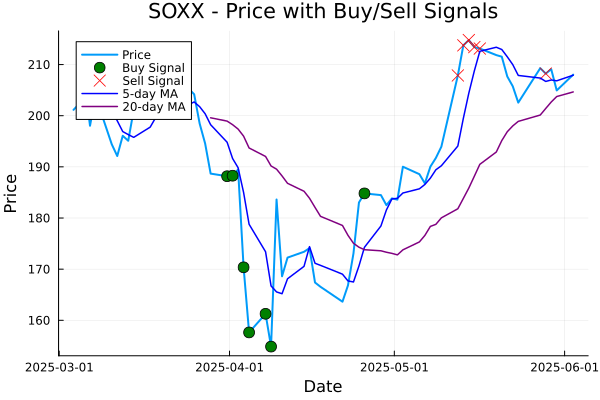 SOXX - Price with Buy/Sell Signals
Price
Buy Signal
Sell Signal
5-day MA
20-day MA
210
200
190
180
170
160
Price
2025-03-01
2025-04-01
2025-05-01
2025-06-01
Date